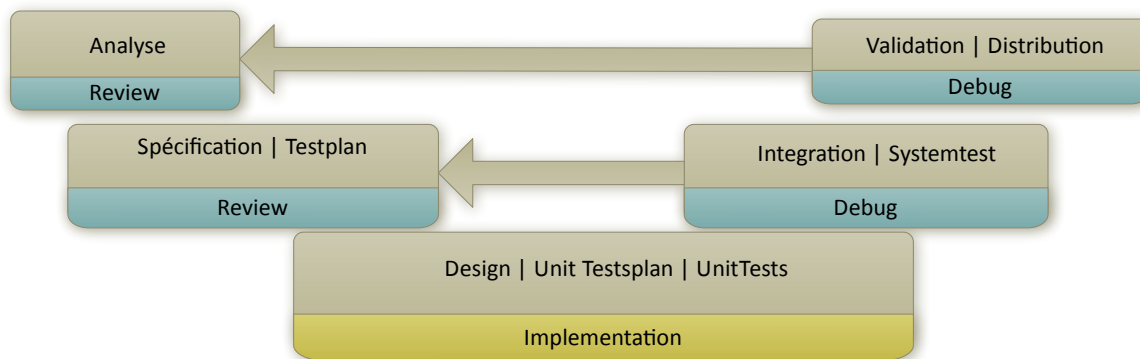 Analyse
Validation | Distribution
Review
Debug
Spécification | Testplan
Integration | Systemtest
Review
Debug
Design | Unit Testsplan | UnitTests
Implementation